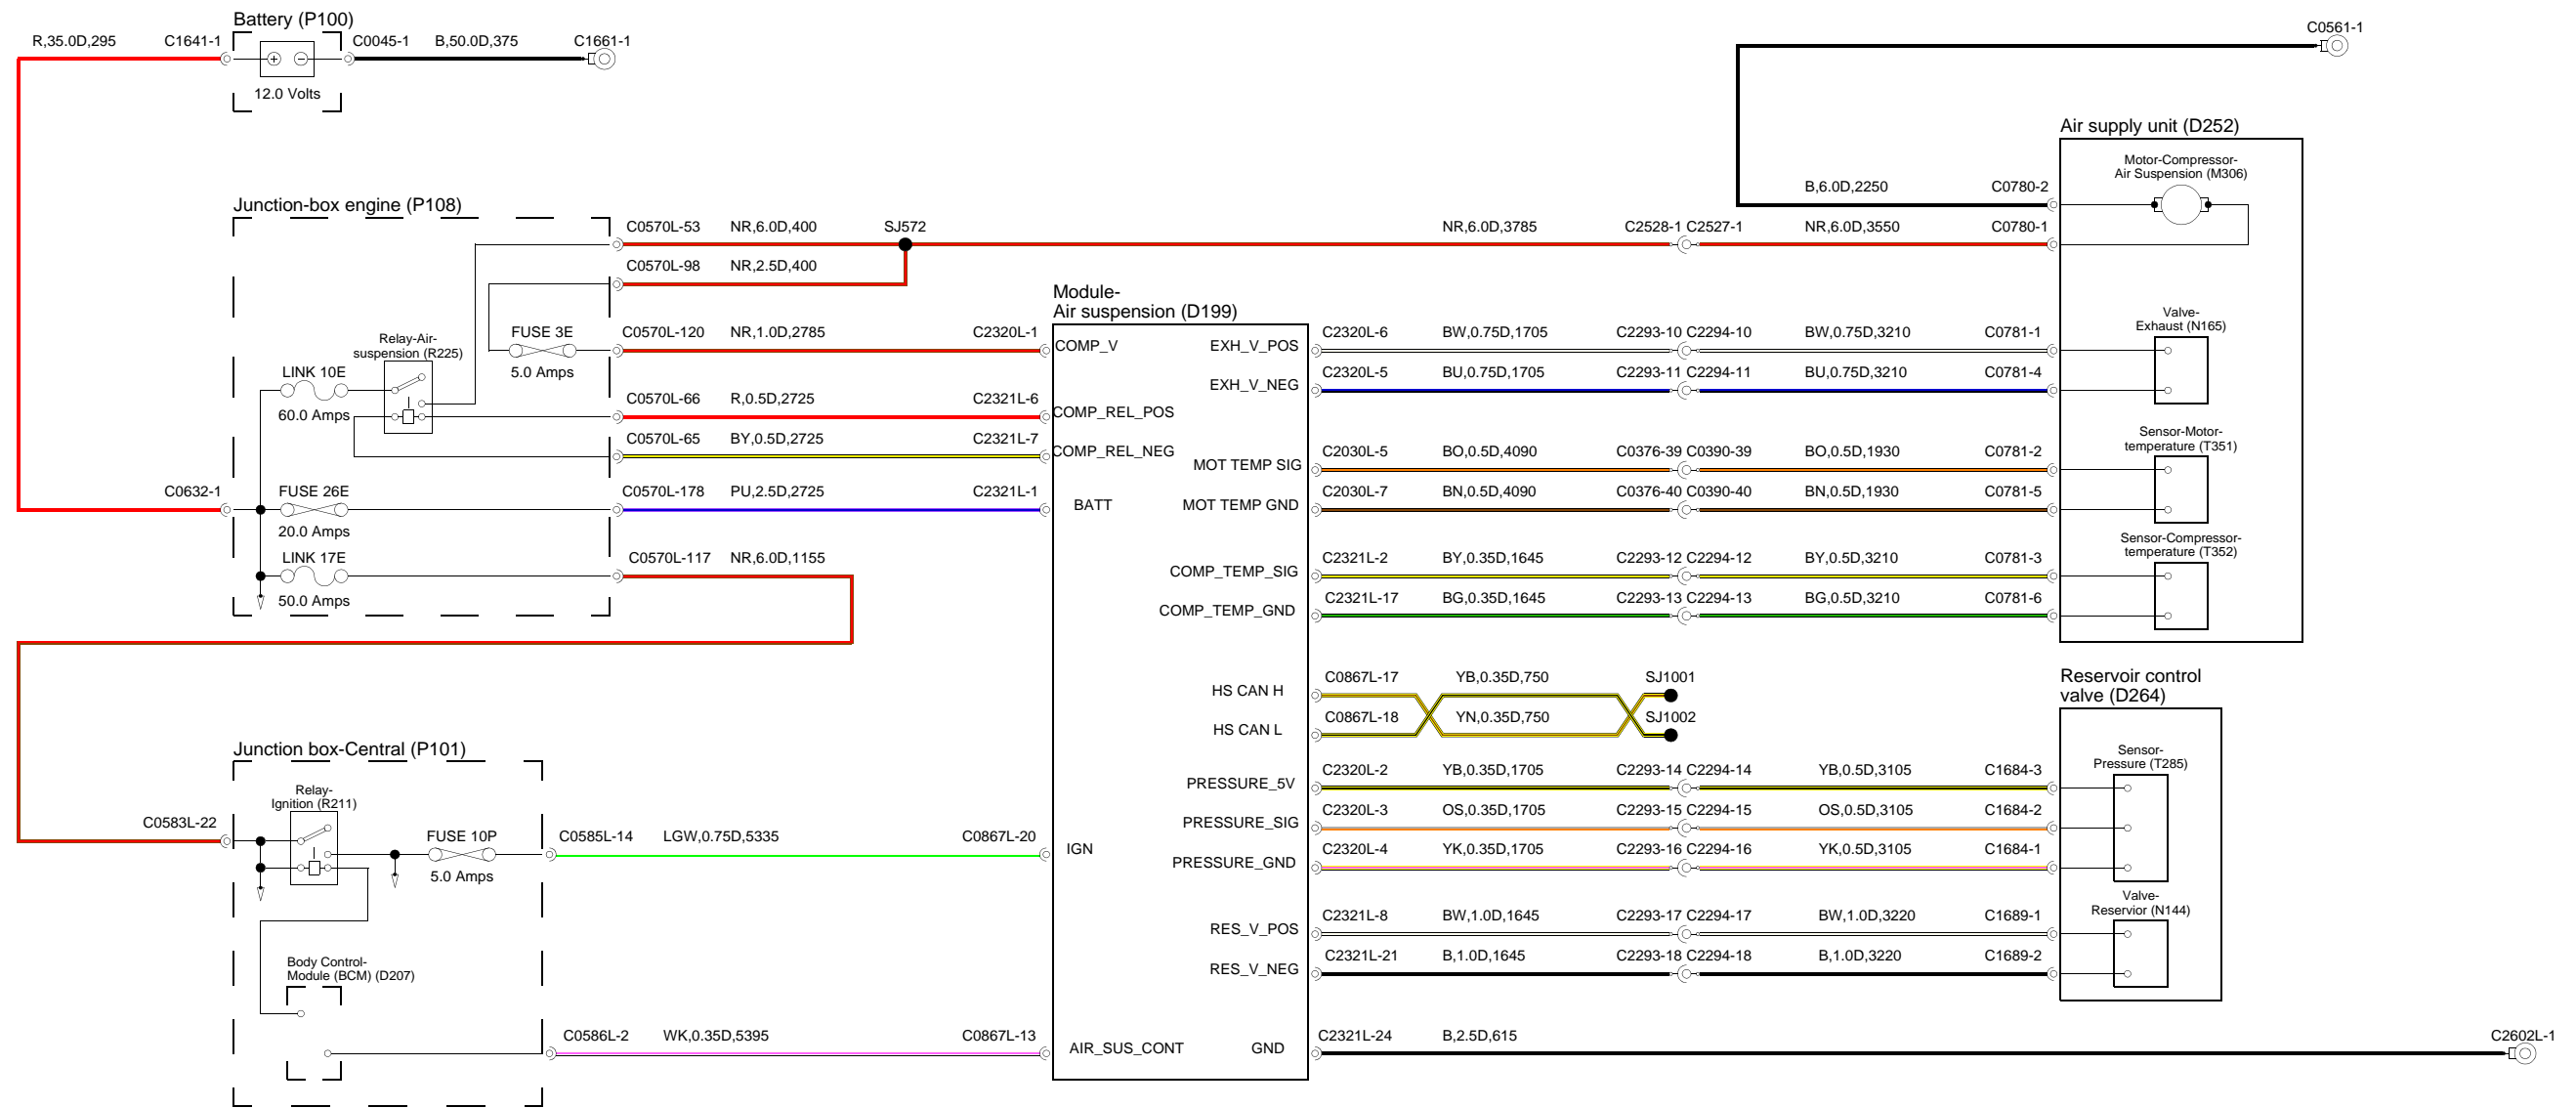 Battery (P100)
R,35.0D,295 C1641-1 C0045-1 B,50.0D,375 C1661-1
12.0 Volts
C0561-1
Air supply unit (D252)
Motor-Compressor-
Air Suspension (M306)
B,6.0D,2250 C0780-2
Junction-box engine (P108)
C0570L-53 NR,6.0D,400 SJ572 NR,6.0D,3785 C2528-1 C2527-1 NR,6.0D,3550 C0780-1
C0570L-98 NR,2.5D,400
Module-
Air suspension (D199)
Valve-
Exhaust (N165)
FUSE 3E C0570L-120 NR,1.0D,2785 C2320L-1 C2320L-6 BW,0.75D,1705 C2293-10 C2294-10 BW,0.75D,3210 C0781-1
Relay-Air-
suspension (R225)
COMP_V EXH_V_POS
LINK 10E 5.0 Amps C2320L-5 BU,0.75D,1705 C2293-11 C2294-11 BU,0.75D,3210 C0781-4
EXH_V_NEG
60.0 Amps C0570L-66 R,0.5D,2725 C2321L-6
COMP_REL_POS
Sensor-Motor-
temperature (T351)
C0570L-65 BY,0.5D,2725 C2321L-7 C2030L-5 BO,0.5D,4090 C0376-39 C0390-39 BO,0.5D,1930 C0781-2
COMP_REL_NEG
MOT TEMP SIG
C0632-1 FUSE 26E C0570L-178 PU,2.5D,2725 C2321L-1 C2030L-7 BN,0.5D,4090 C0376-40 C0390-40 BN,0.5D,1930 C0781-5
BATT MOT TEMP GND
20.0 Amps
Sensor-Compressor-
temperature (T352)
LINK 17E C0570L-117 NR,6.0D,1155 C2321L-2 BY,0.35D,1645 C2293-12 C2294-12 BY,0.5D,3210 C0781-3
COMP_TEMP_SIG
50.0 Amps C2321L-17 BG,0.35D,1645 C2293-13 C2294-13 BG,0.5D,3210 C0781-6
COMP_TEMP_GND
Reservoir control
valve (D264)
C0867L-17 YB,0.35D,750 SJ1001
HS CAN H
C0867L-18 YN,0.35D,750 SJ1002
HS CAN L
Junction box-Central (P101)
Sensor-
Pressure (T285)
C2320L-2 YB,0.35D,1705 C2293-14 C2294-14 YB,0.5D,3105 C1684-3
PRESSURE_5V
Relay-
Ignition (R211)
C2320L-3 OS,0.35D,1705 C2293-15 C2294-15 OS,0.5D,3105 C1684-2
PRESSURE_SIG
C0583L-22 FUSE 10P C0585L-14 LGW,0.75D,5335 C0867L-20
IGN
C2320L-4 YK,0.35D,1705 C2293-16 C2294-16 YK,0.5D,3105 C1684-1
PRESSURE_GND
5.0 Amps
Valve-
Reservior (N144)
C2321L-8 BW,1.0D,1645 C2293-17 C2294-17 BW,1.0D,3220 C1689-1
RES_V_POS
C2321L-21 B,1.0D,1645 C2293-18 C2294-18 B,1.0D,3220 C1689-2
RES_V_NEG
Body Control-
Module (BCM) (D207)
C0586L-2 WK,0.35D,5395 C0867L-13 C2321L-24 B,2.5D,615 C2602L-1
AIR_SUS_CONT GND